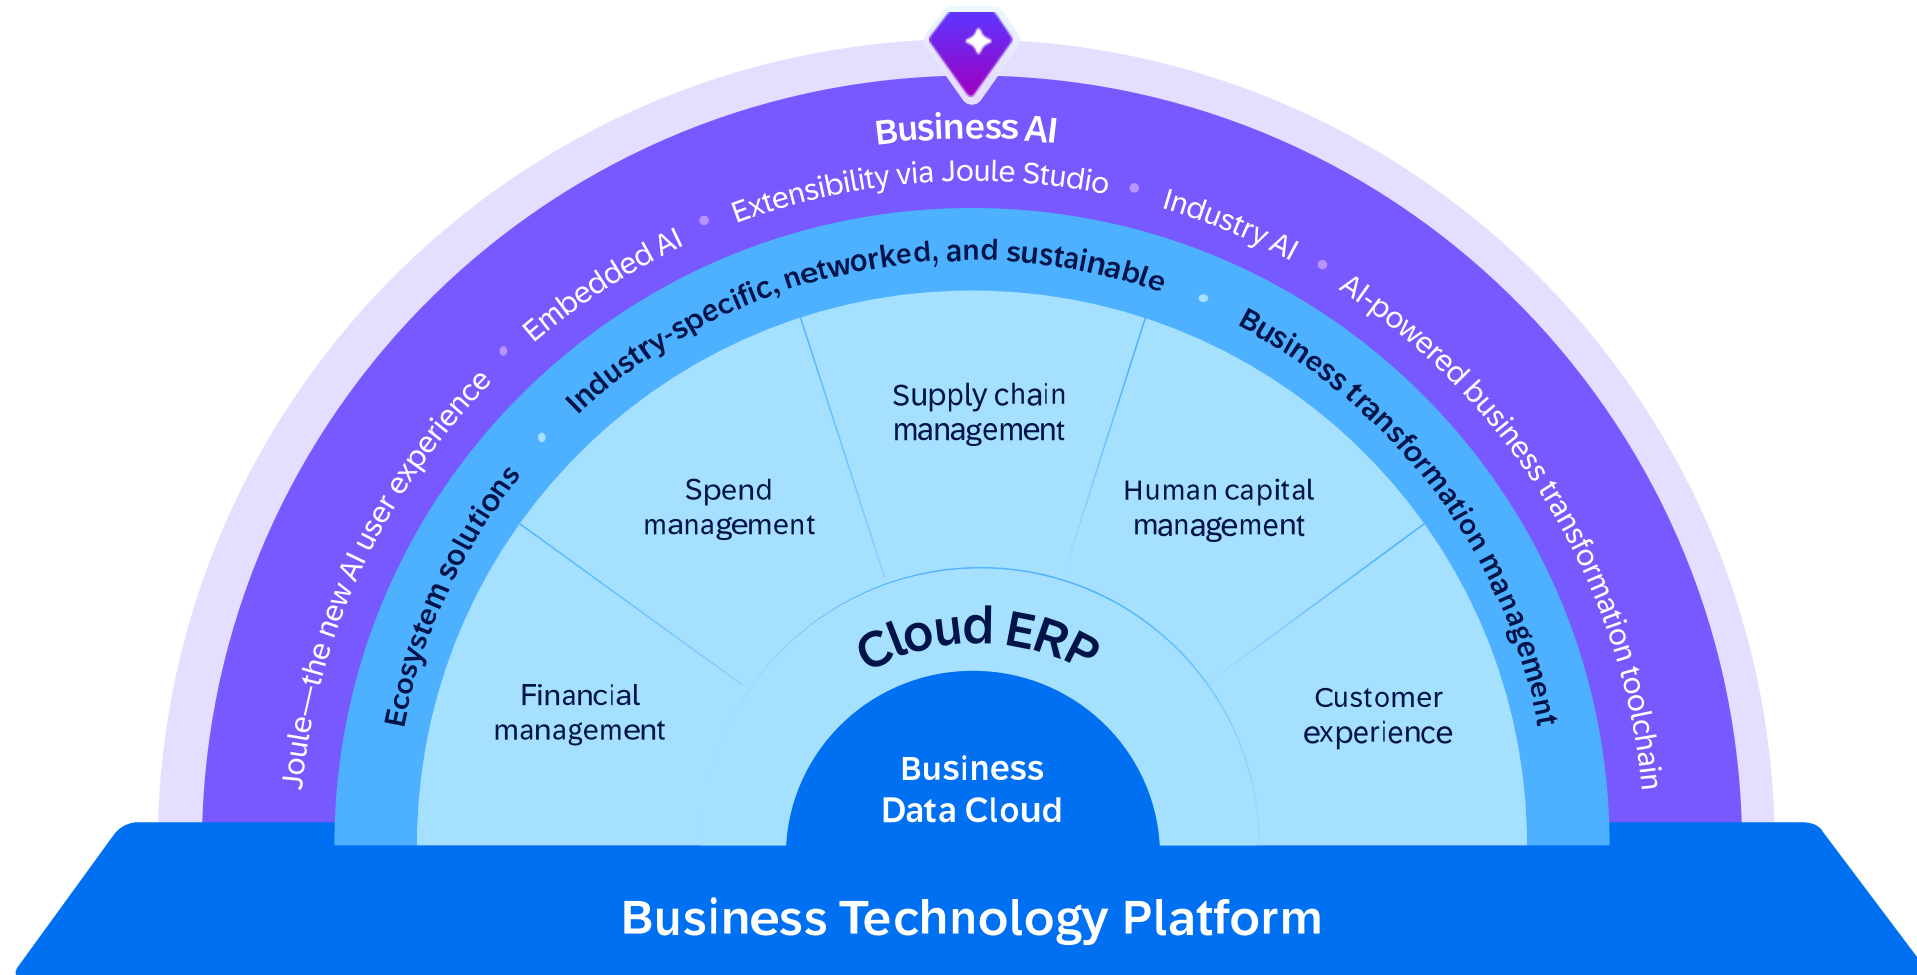 Business AI
Joule—the new AI user experience • Embedded AI • Extensibility via Joule Studio • Industry AI • AI-powered business transformation toolchain
Ecosystem solutions • Industry-specific, networked, and sustainable • Business transformation management
Financial
management
Spend
management
Supply chain
management
Human capital
management
Customer
experience
Cloud ERP
Business
Data Cloud
Business Technology Platform